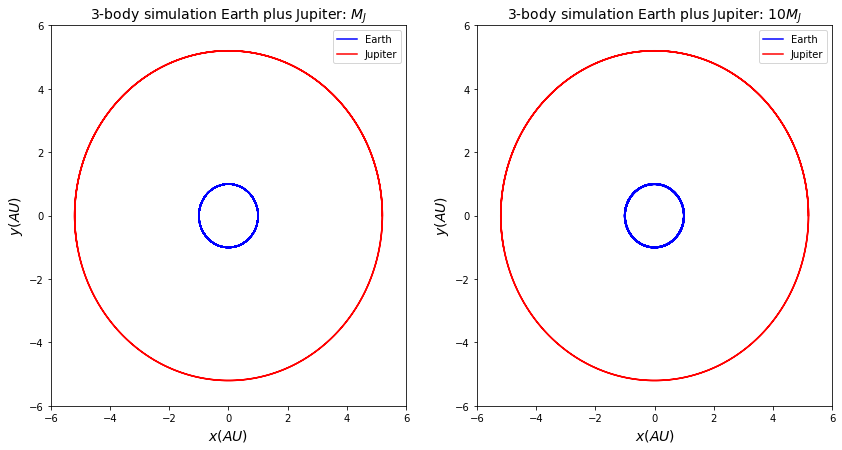 3-body simulation Earth plus Jupiter: M_J
Earth
Jupiter
6
4
2
0
−2
−4
−6
y(AU)
−6 −4 −2 0 2 4 6
x(AU)
3-body simulation Earth plus Jupiter: 10M_J
Earth
Jupiter
6
4
2
0
−2
−4
−6
y(AU)
−6 −4 −2 0 2 4 6
x(AU)